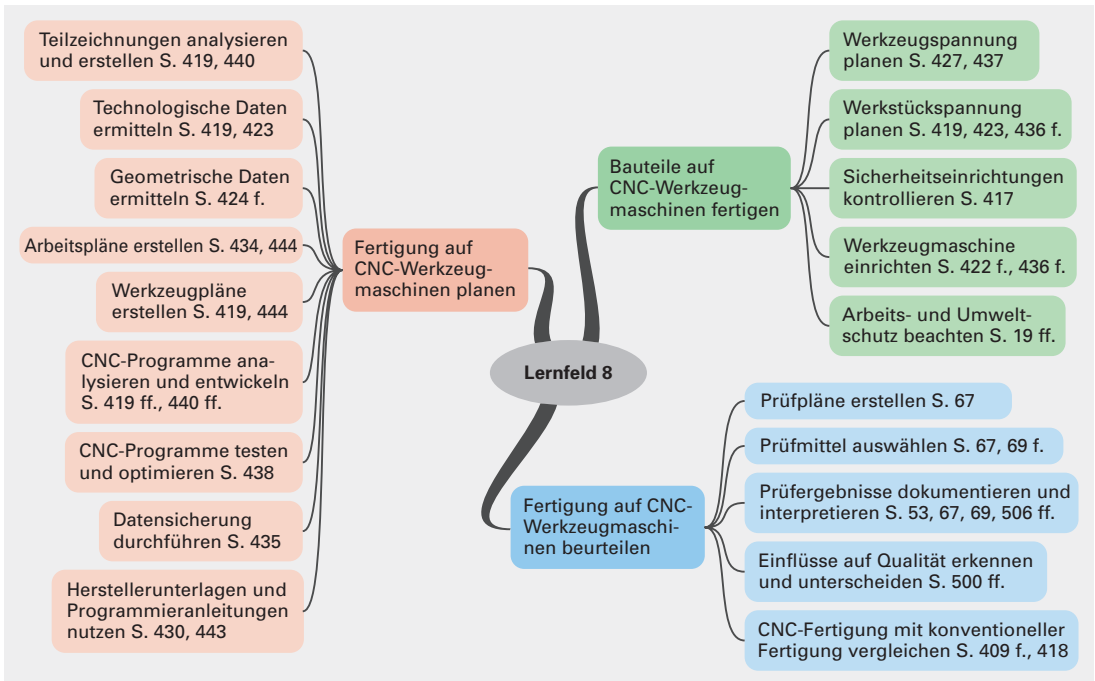 Teilzeichnungen analysieren
und erstellen S. 419, 440
Technologische Daten
ermitteln S. 419, 423
Geometrische Daten
ermitteln S. 424 f.
Arbeitspläne erstellen S. 434, 444
Werkzeugpläne
erstellen S. 419, 444
CNC-Programme ana-
lysieren und entwickeln
S. 419 ff., 440 ff.
CNC-Programme testen
und optimieren S. 438
Datensicherung
durchführen S. 435
Herstellerunterlagen und
Programmieranleitungen
nutzen S. 430, 443
Fertigung auf
CNC-Werkzeug-
maschinen planen
Lernfeld 8
Bauteile auf
CNC-Werkzeug-
maschinen fertigen
Werkzeugspannung
planen S. 427, 437
Werkstückspannung
planen S. 419, 423, 436 f.
Sicherheitseinrichtungen
kontrollieren S. 417
Werkzeugmaschine
einrichten S. 422 f., 436 f.
Arbeits- und Umwelt-
schutz beachten S. 19 ff.
Fertigung auf CNC-
Werkzeugmaschi-
nen beurteilen
Prüfpläne erstellen S. 67
Prüfmittel auswählen S. 67, 69 f.
Prüfergebnisse dokumentieren und
interpretieren S. 53, 67, 69, 506 ff.
Einflüsse auf Qualität erkennen
und unterscheiden S. 500 ff.
CNC-Fertigung mit konventioneller
Fertigung vergleichen S. 409 f., 418